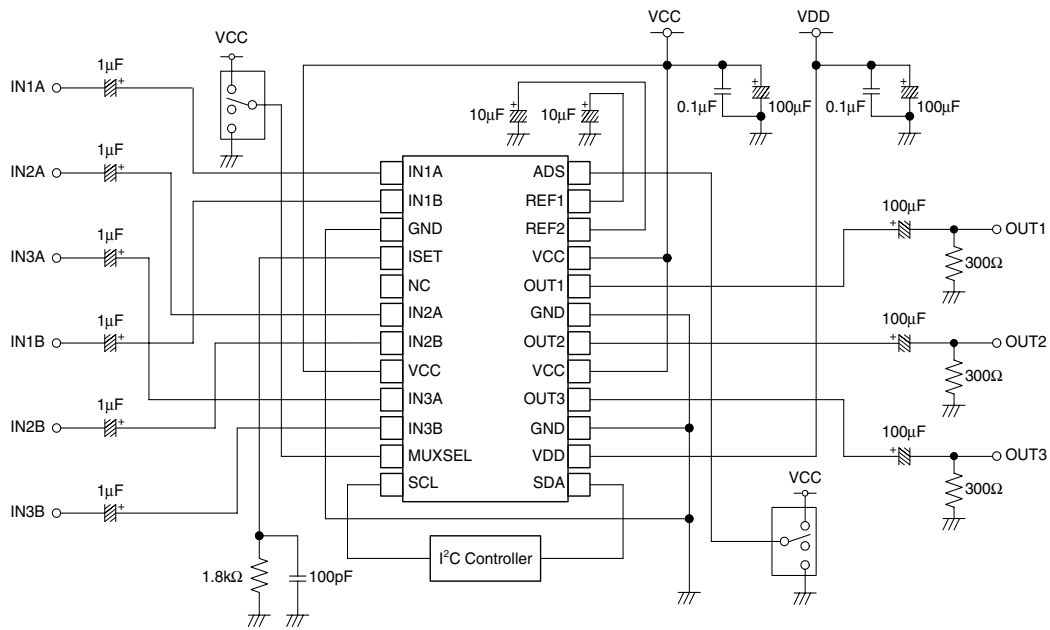 VCC
VDD
VCC
1μF
+
IN1A
10μF
+
10μF
+
0.1μF
+
100μF
0.1μF
+
100μF
1μF
+
IN2A
IN1A
ADS
IN1B
REF1
GND
REF2
100μF
+
OUT1
1μF
+
IN3A
ISET
VCC
300Ω
NC
OUT1
1μF
+
IN1B
IN2A
GND
100μF
+
OUT2
IN2B
OUT2
VCC
VCC
300Ω
1μF
+
IN2B
IN3A
OUT3
IN3B
GND
100μF
+
OUT3
MUXSEL
VDD
SCL
SDA
VCC
300Ω
1μF
+
IN3B
I²C Controller
1.8kΩ
100pF